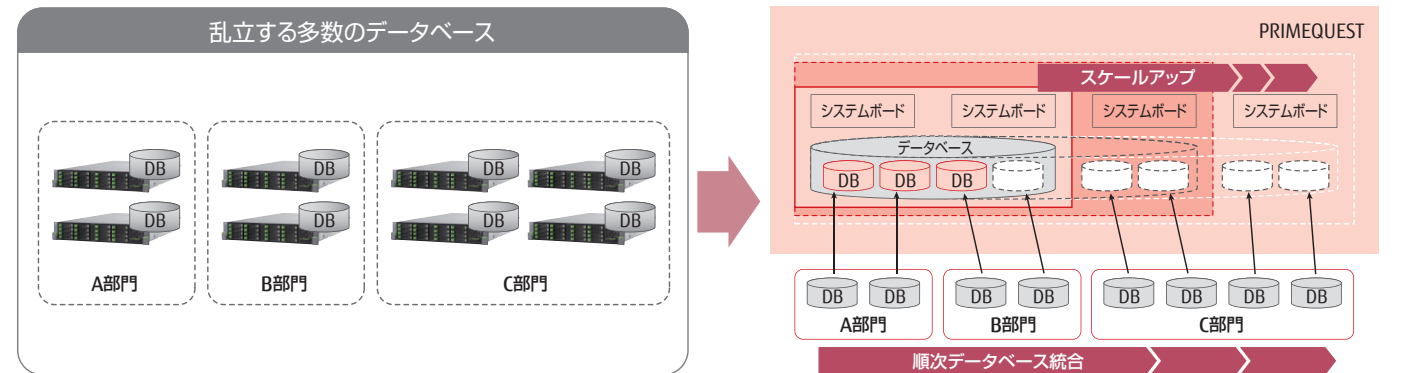 乱立する多数のデータベース
DB
DB
DB
DB
DB
DB
DB
DB
A部門
B部門
C部門
PRIMEQUEST
スケールアップ
システムボード
システムボード
システムボード
システムボード
データベース
DB
DB
DB
DB
DB
DB
DB
DB
DB
DB
DB
A部門
B部門
C部門
順次データベース統合